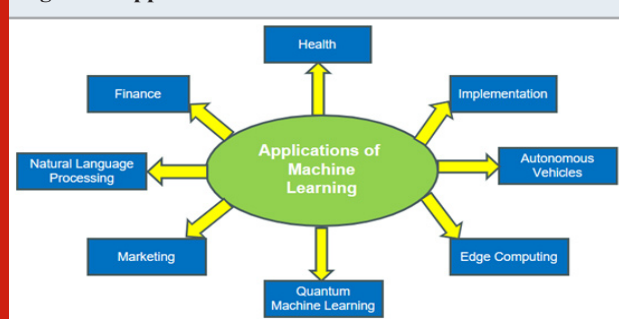 Health
Finance
Implementation
Applications of
Machine
Learning
Natural Language
Processing
Autonomous
Vehicles
Marketing
Edge Computing
Quantum
Machine Learning